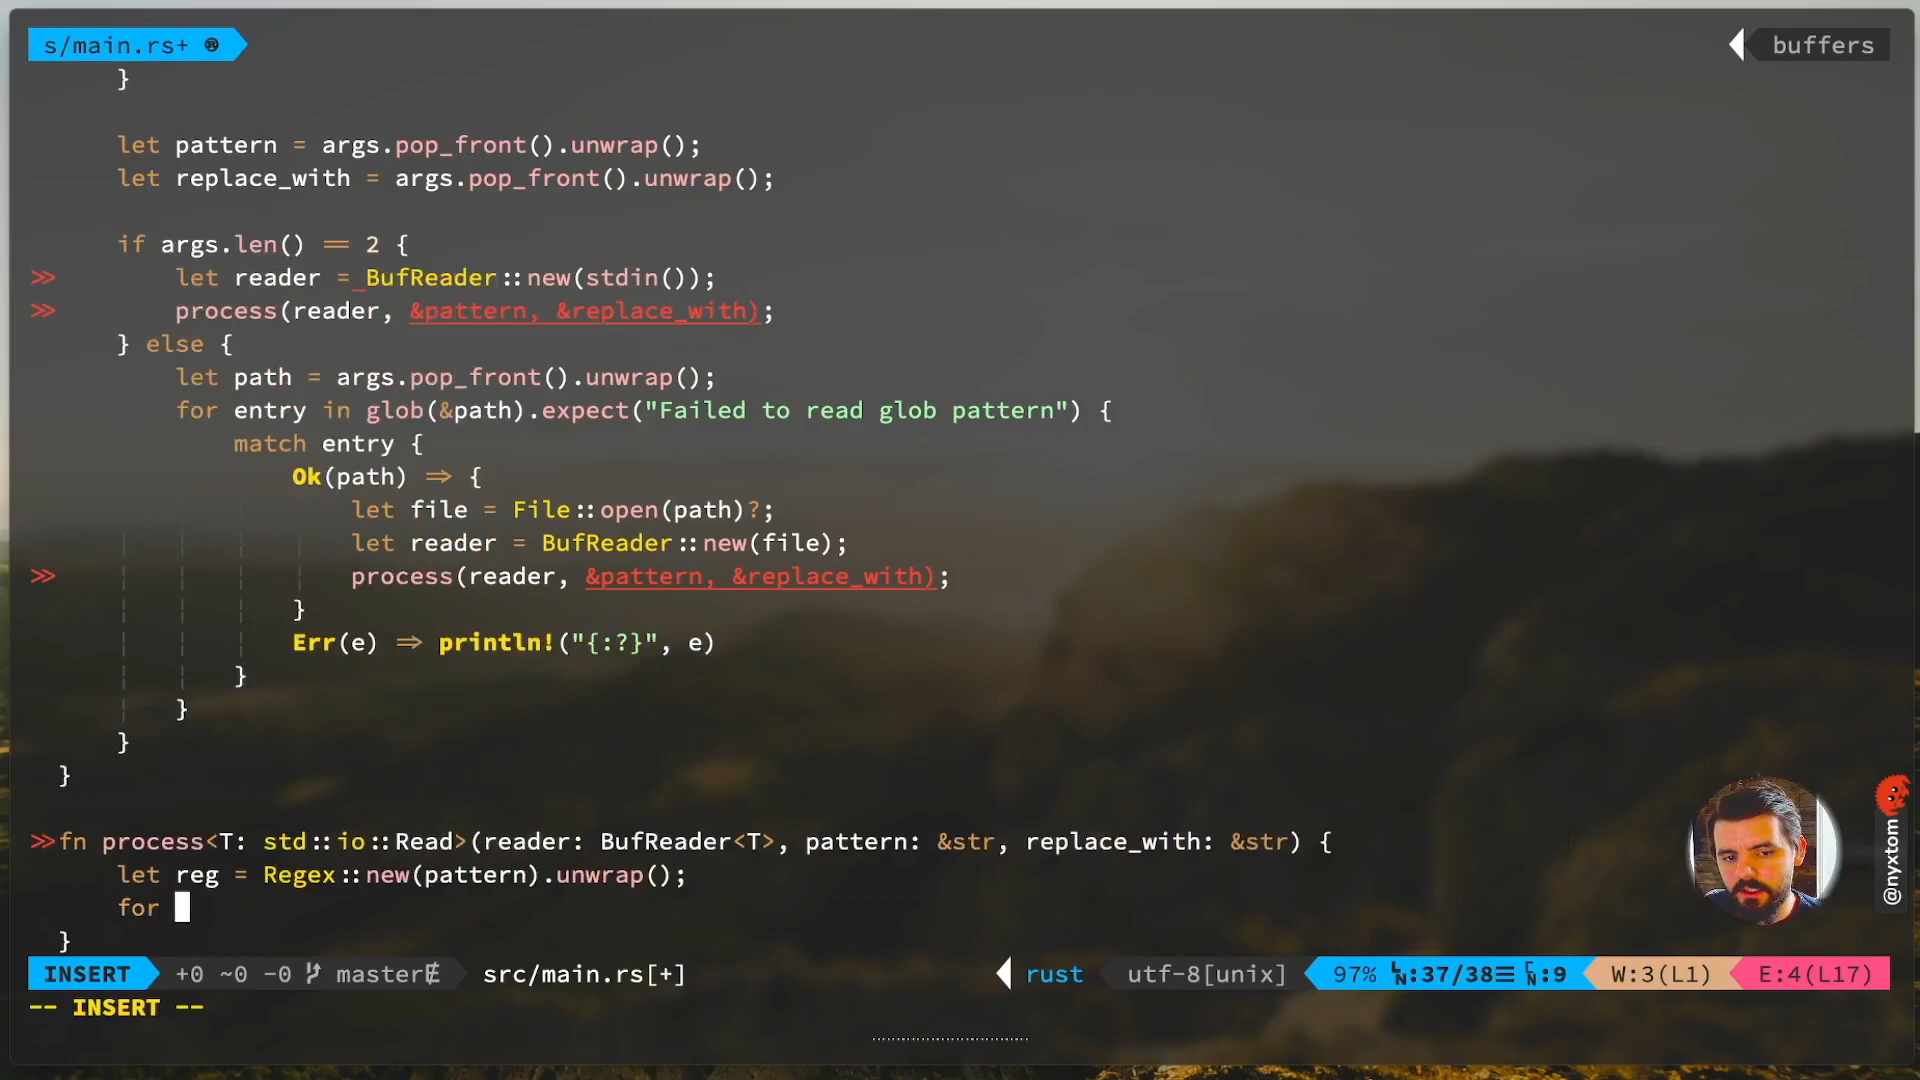 s/main.rs+
buffers
}
let pattern = args.pop_front().unwrap();
let replace_with = args.pop_front().unwrap();
if args.len() == 2 {
>> let reader = BufReader::new(stdin());
>> process(reader, &pattern, &replace_with);
} else {
let path = args.pop_front().unwrap();
for entry in glob(&path).expect("Failed to read glob pattern") {
match entry {
Ok(path) => {
let file = File::open(path)?;
let reader = BufReader::new(file);
>> process(reader, &pattern, &replace_with);
}
Err(e) => println!("{:?}", e)
}
}
}
}
>>fn process<T: std::io::Read>(reader: BufReader<T>, pattern: &str, replace_with: &str) {
let reg = Regex::new(pattern).unwrap();
for
}
@nyxtom
INSERT +0 ~0 -0 master src/main.rs[+] rust utf-8[unix] 97% LN:37/38 CN:9 W:3(L1) E:4(L17)
-- INSERT --